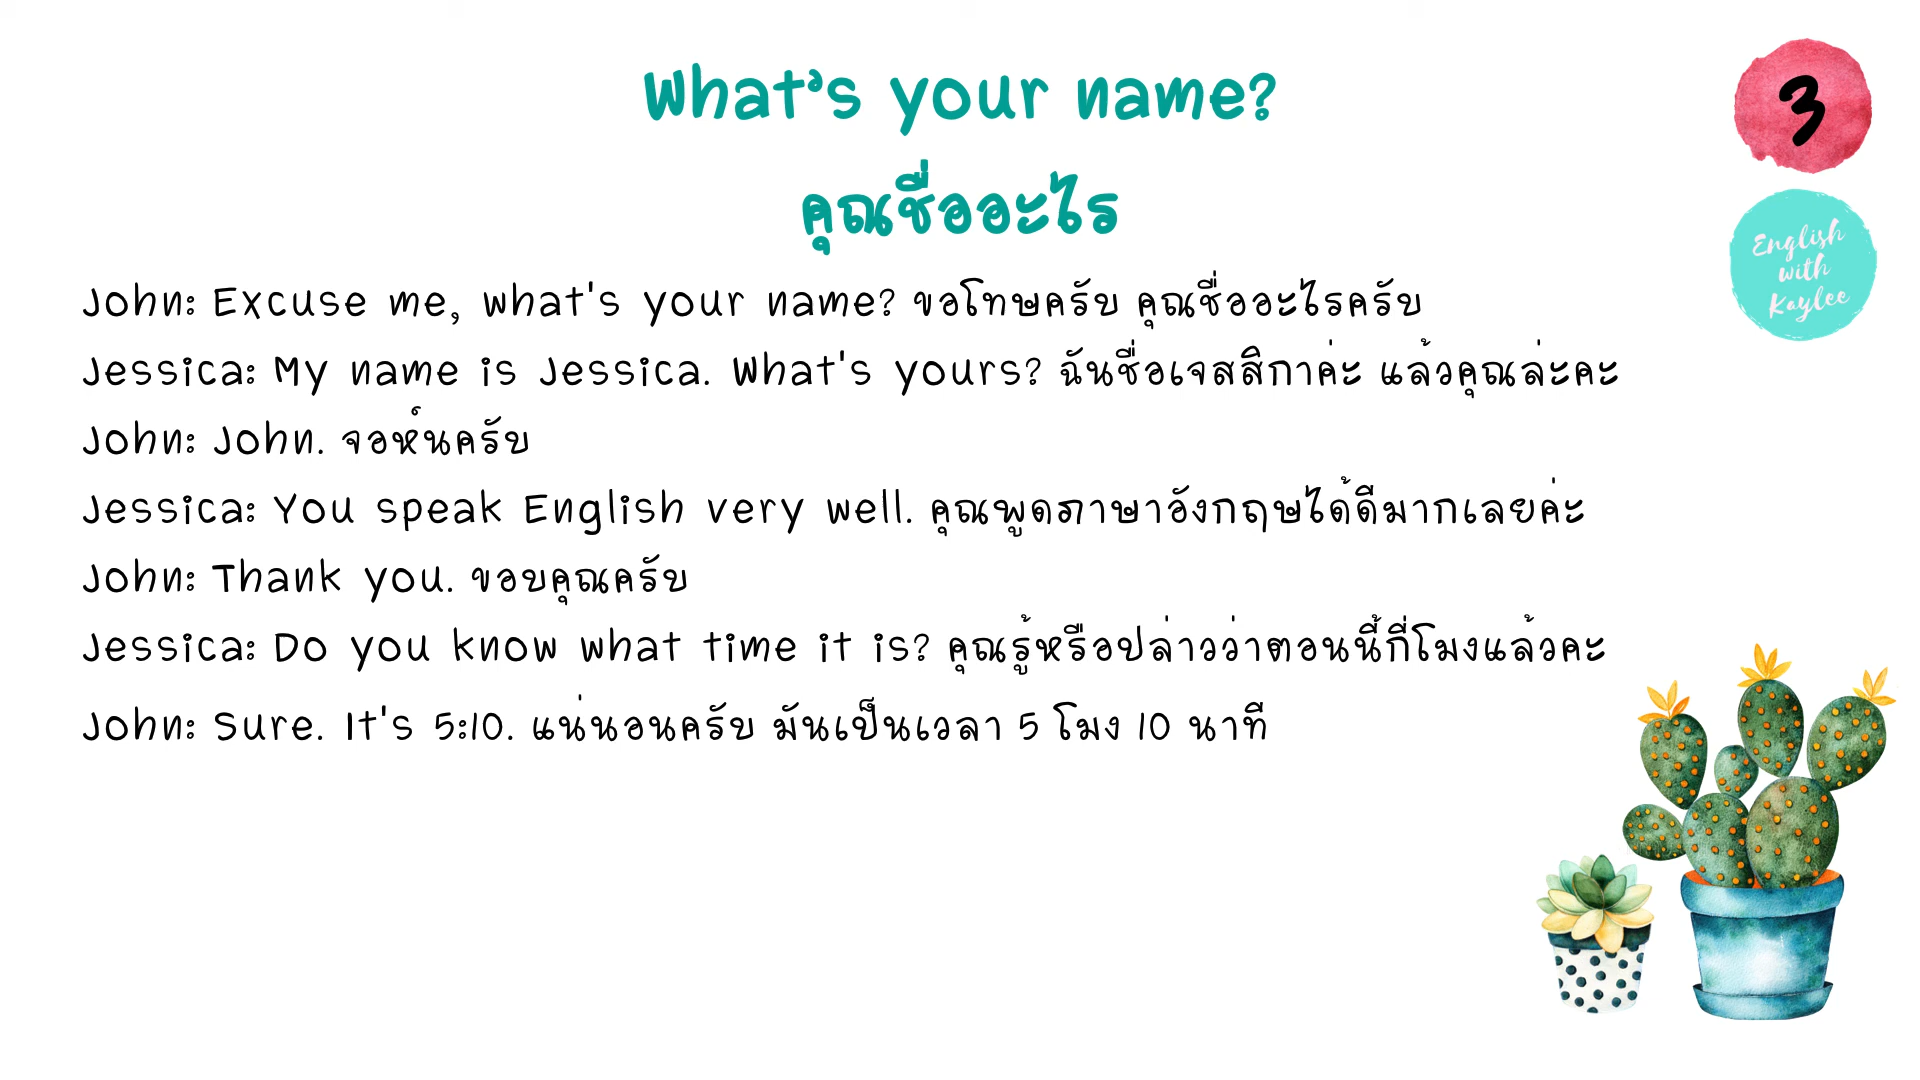 What's your name?
คุณชื่ออะไร
3
English
with
Kaylee
John: Excuse me, what's your name? ขอโทษครับ คุณชื่ออะไรครับ
Jessica: My name is Jessica. What's yours? ฉันชื่อเจสสิกาค่ะ แล้วคุณล่ะคะ
John: John. จอห์นครับ
Jessica: You speak English very well. คุณพูดภาษาอังกฤษได้ดีมากเลยค่ะ
John: Thank you. ขอบคุณครับ
Jessica: Do you know what time it is? คุณรู้หรือปล่าวว่าตอนนี้กี่โมงแล้วคะ
John: Sure. It's 5:10. แน่นอนครับ มันเป็นเวลา 5 โมง 10 นาที